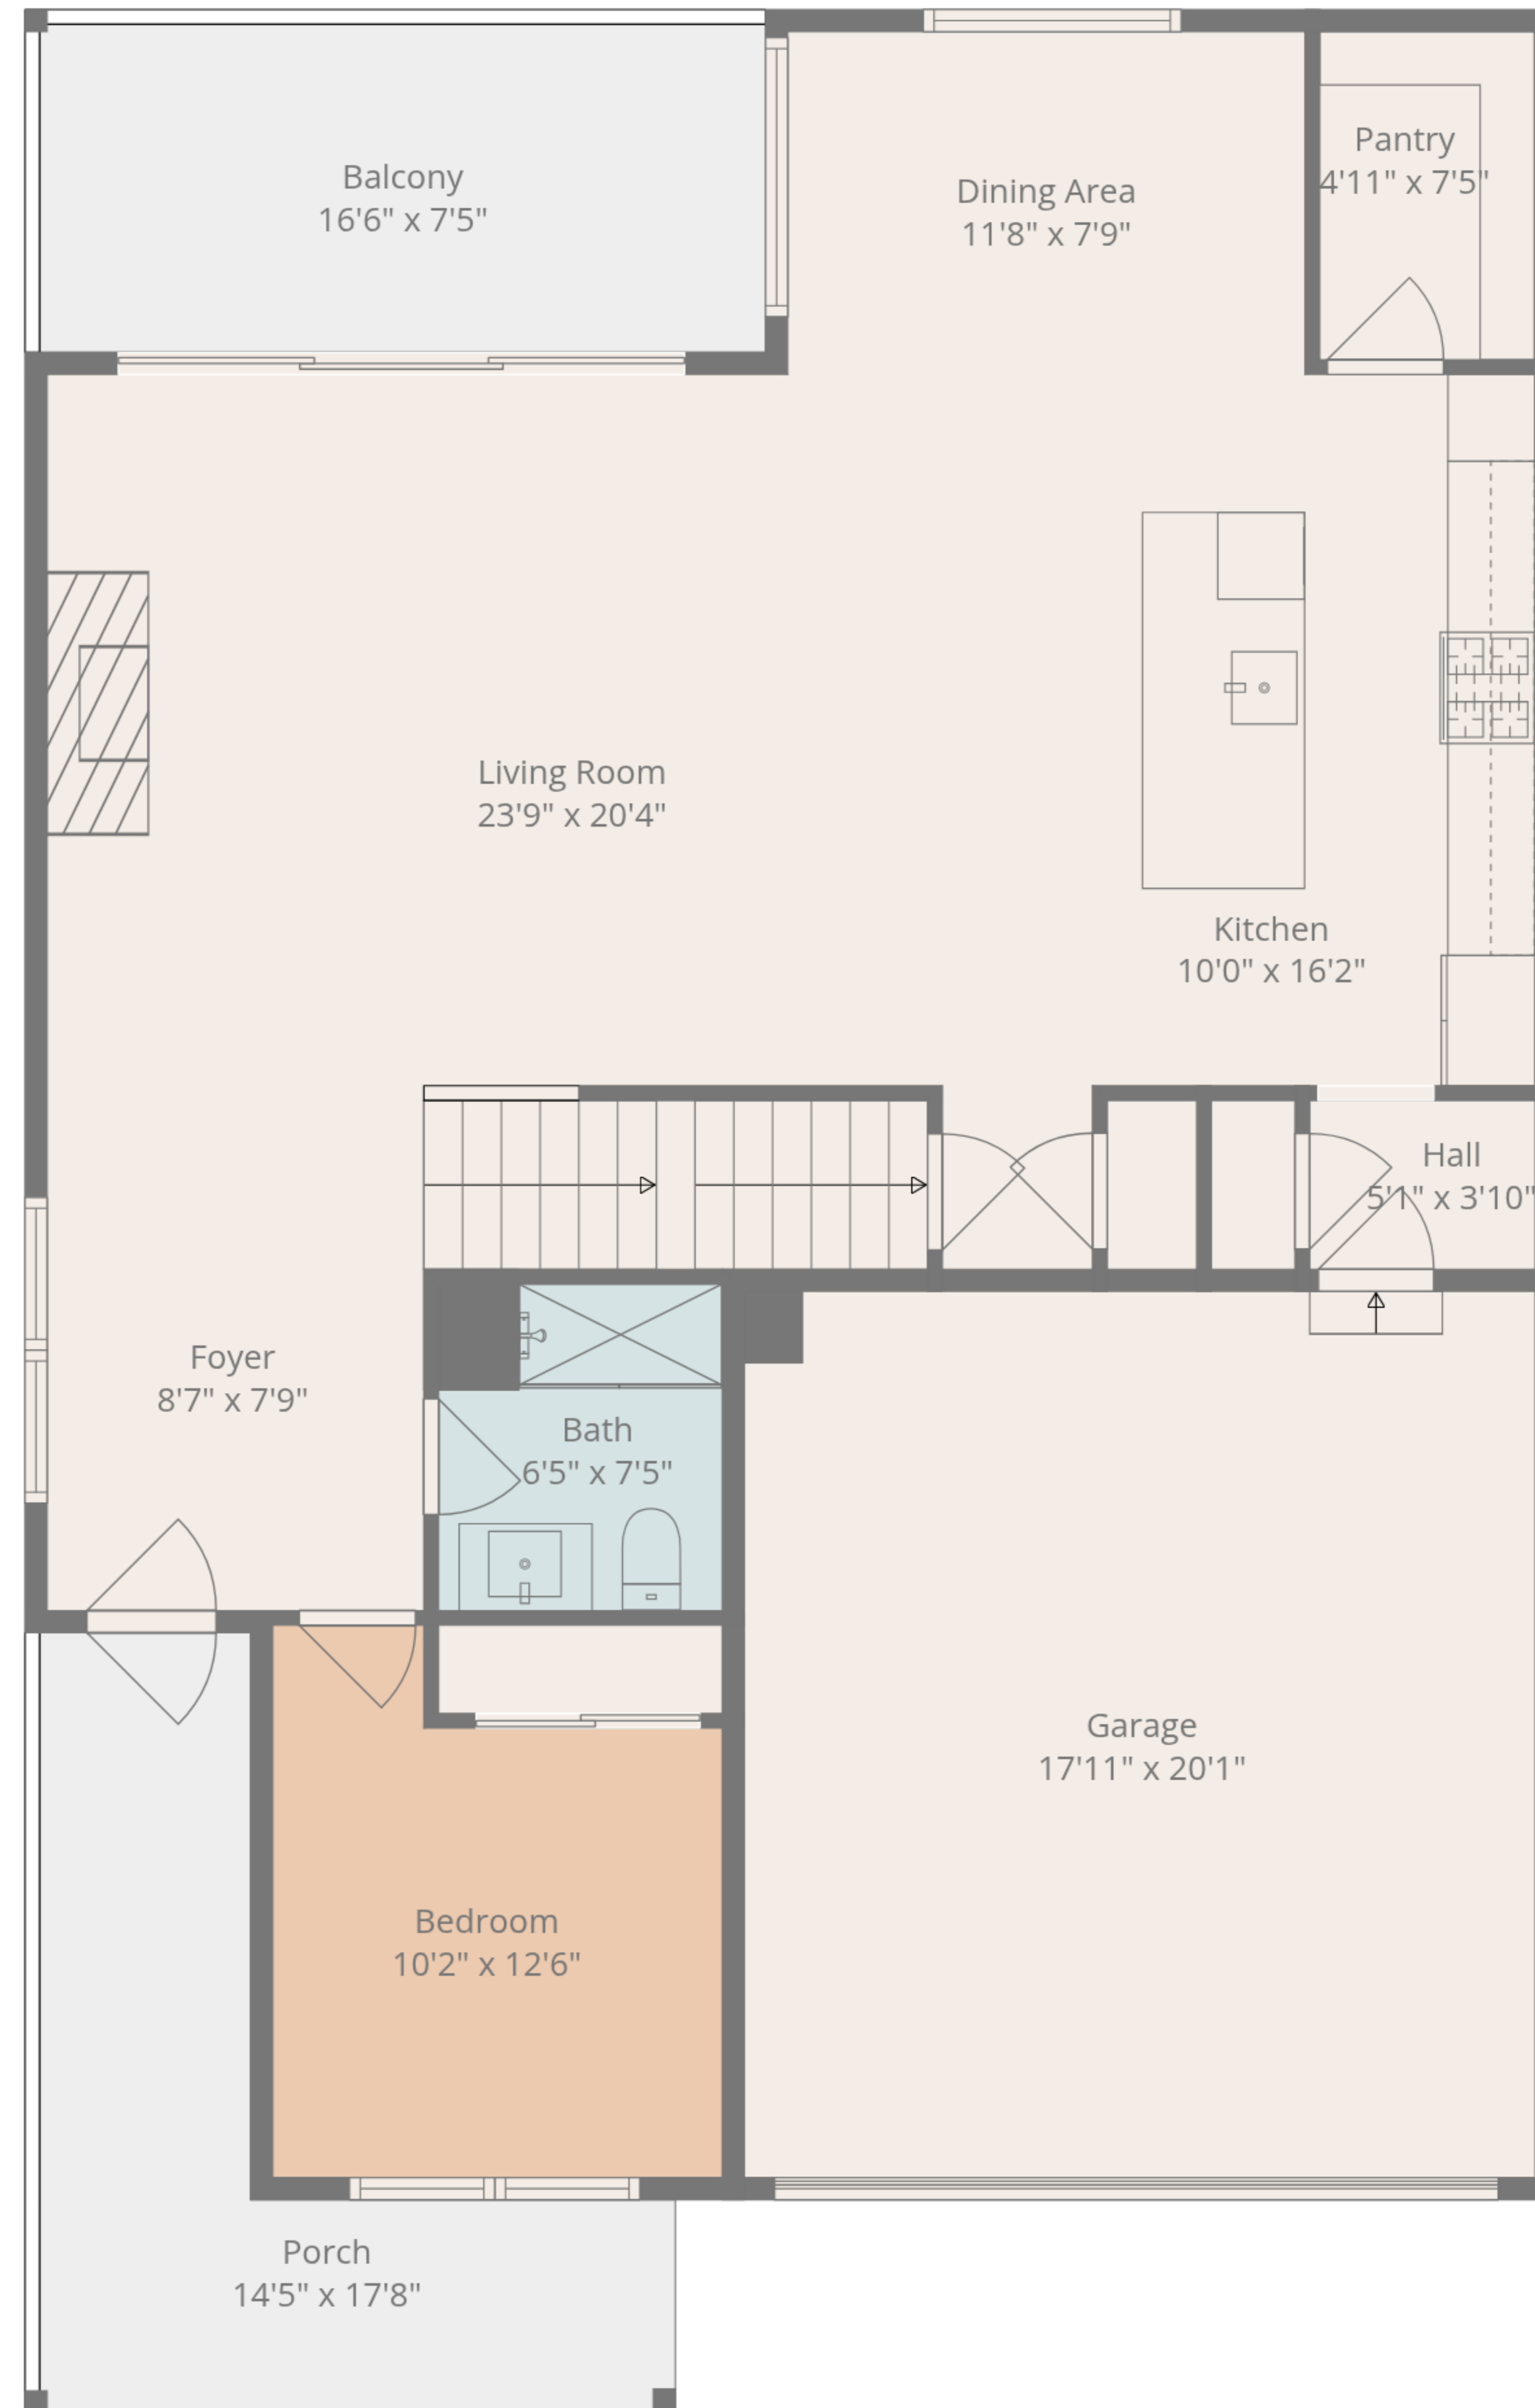 Balcony
16'6" x 7'5"
Dining Area
11'8" x 7'9"
Pantry
4'11" x 7'5"
Living Room
23'9" x 20'4"
Kitchen
10'0" x 16'2"
Hall
5'1" x 3'10"
Foyer
8'7" x 7'9"
Bath
6'5" x 7'5"
Garage
17'11" x 20'1"
Bedroom
10'2" x 12'6"
Porch
14'5" x 17'8"